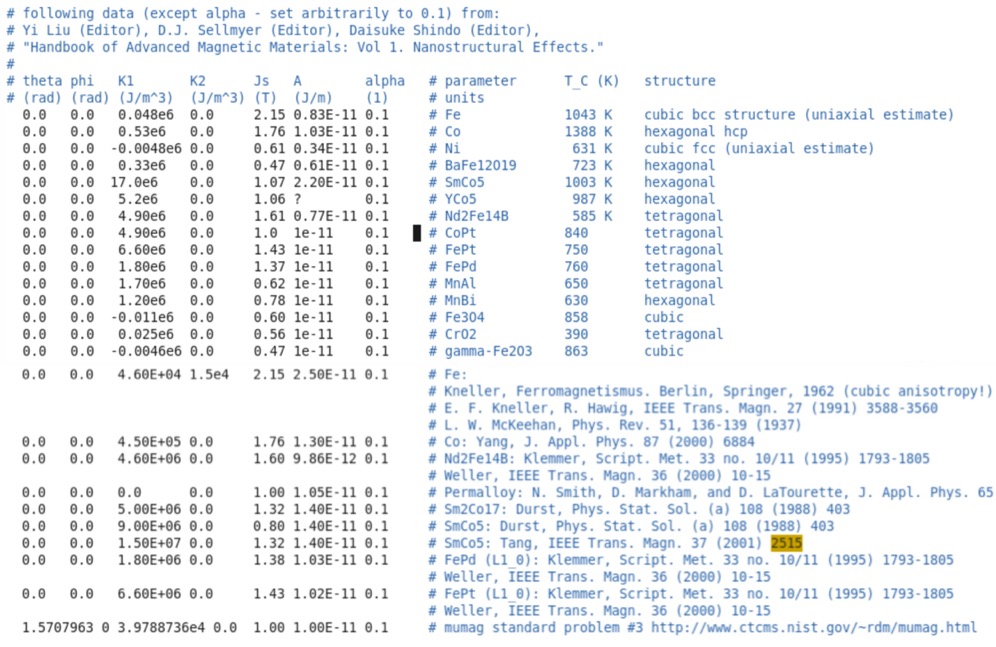 # following data (except alpha - set arbitrarily to 0.1) from:
# Yi Liu (Editor), D.J. Sellmyer (Editor), Daisuke Shindo (Editor),
# "Handbook of Advanced Magnetic Materials: Vol 1. Nanostructural Effects."
#
# theta phi K1 K2 Js A alpha # parameter T_C (K) structure
# (rad) (rad) (J/m^3) (J/m^3) (T) (J/m) (1) # units
0.0 0.0 0.048e6 0.0 2.15 0.83E-11 0.1 # Fe 1043 K cubic bcc structure (uniaxial estimate)
0.0 0.0 0.53e6 0.0 1.76 1.03E-11 0.1 # Co 1388 K hexagonal hcp
0.0 0.0 -0.0048e6 0.0 0.61 0.34E-11 0.1 # Ni 631 K cubic fcc (uniaxial estimate)
0.0 0.0 0.33e6 0.0 0.47 0.61E-11 0.1 # BaFe12O19 723 K hexagonal
0.0 0.0 17.0e6 0.0 1.07 2.20E-11 0.1 # SmCo5 1003 K hexagonal
0.0 0.0 5.2e6 0.0 1.06 ? 0.1 # YCo5 987 K hexagonal
0.0 0.0 4.90e6 0.0 1.61 0.77E-11 0.1 # Nd2Fe14B 585 K tetragonal
0.0 0.0 4.90e6 0.0 1.0 1e-11 0.1 # CoPt 840 tetragonal
0.0 0.0 6.60e6 0.0 1.43 1e-11 0.1 # FePt 750 tetragonal
0.0 0.0 1.80e6 0.0 1.37 1e-11 0.1 # FePd 760 tetragonal
0.0 0.0 1.70e6 0.0 0.62 1e-11 0.1 # MnAl 650 tetragonal
0.0 0.0 1.20e6 0.0 0.78 1e-11 0.1 # MnBi 630 hexagonal
0.0 0.0 -0.011e6 0.0 0.60 1e-11 0.1 # Fe3O4 858 cubic
0.0 0.0 0.025e6 0.0 0.56 1e-11 0.1 # CrO2 390 tetragonal
0.0 0.0 -0.0046e6 0.0 0.47 1e-11 0.1 # gamma-Fe2O3 863 cubic
0.0 0.0 4.60E+04 1.5e4 2.15 2.50E-11 0.1 # Fe:
# Kneller, Ferromagnetismus. Berlin, Springer, 1962 (cubic anisotropy!)
# E. F. Kneller, R. Hawig, IEEE Trans. Magn. 27 (1991) 3588-3560
# L. W. McKeehan, Phys. Rev. 51, 136-139 (1937)
0.0 0.0 4.50E+05 0.0 1.76 1.30E-11 0.1 # Co: Yang, J. Appl. Phys. 87 (2000) 6884
0.0 0.0 4.60E+06 0.0 1.60 9.86E-12 0.1 # Nd2Fe14B: Klemmer, Script. Met. 33 no. 10/11 (1995) 1793-1805
# Weller, IEEE Trans. Magn. 36 (2000) 10-15
0.0 0.0 0.0 0.0 1.00 1.05E-11 0.1 # Permalloy: N. Smith, D. Markham, and D. LaTourette, J. Appl. Phys. 65
0.0 0.0 5.00E+06 0.0 1.32 1.40E-11 0.1 # Sm2Co17: Durst, Phys. Stat. Sol. (a) 108 (1988) 403
0.0 0.0 9.00E+06 0.0 0.80 1.40E-11 0.1 # SmCo5: Durst, Phys. Stat. Sol. (a) 108 (1988) 403
0.0 0.0 1.50E+07 0.0 1.32 1.40E-11 0.1 # SmCo5: Tang, IEEE Trans. Magn. 37 (2001) 2515
0.0 0.0 1.80E+06 0.0 1.38 1.03E-11 0.1 # FePd (L1_0): Klemmer, Script. Met. 33 no. 10/11 (1995) 1793-1805
# Weller, IEEE Trans. Magn. 36 (2000) 10-15
0.0 0.0 6.60E+06 0.0 1.43 1.02E-11 0.1 # FePt (L1_0): Klemmer, Script. Met. 33 no. 10/11 (1995) 1793-1805
# Weller, IEEE Trans. Magn. 36 (2000) 10-15
1.5707963 0 3.9788736e4 0.0 1.00 1.00E-11 0.1 # mumag standard problem #3 http://www.ctcms.nist.gov/~rdm/mumag.html